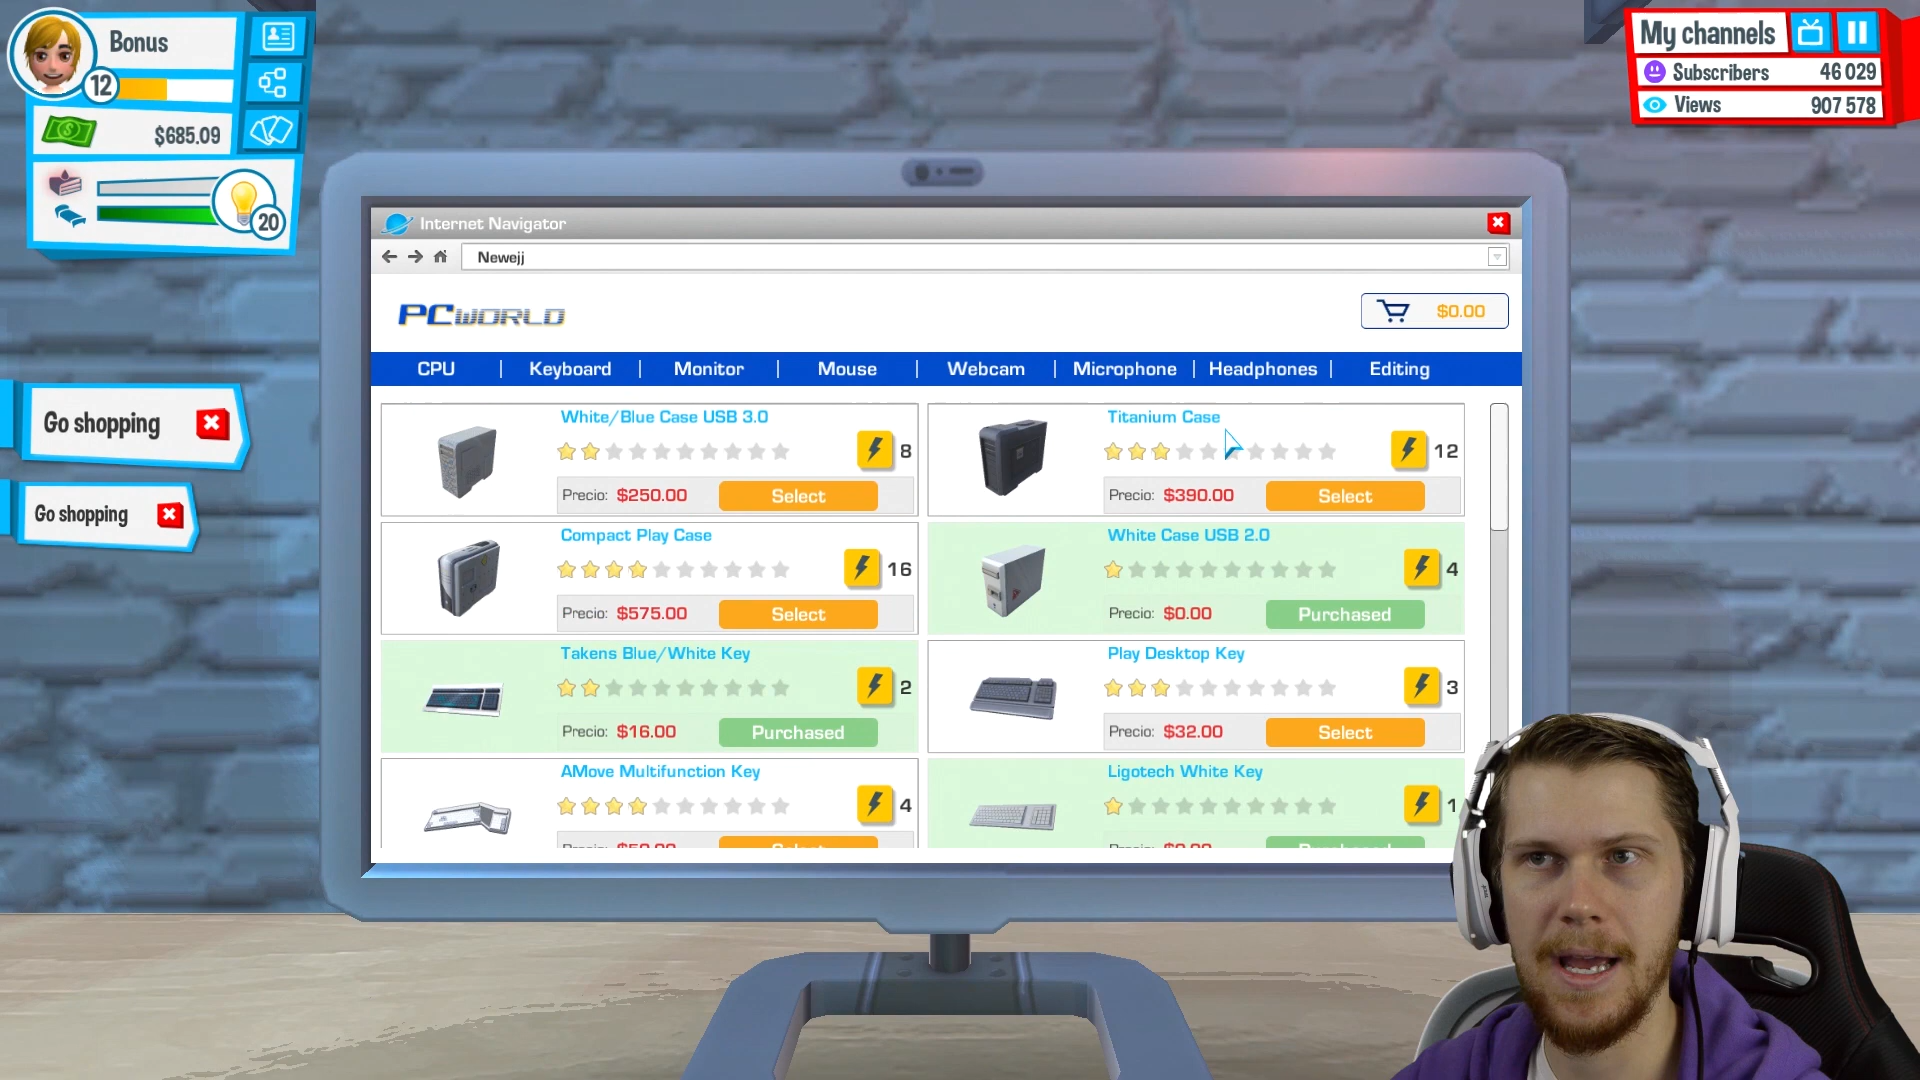 Bonus
12
$685.09
20
My channels
Subscribers 46 029
Views 907 578
Go shopping
Go shopping
Internet Navigator
Newejj
PCWORLD
$0.00
CPU | Keyboard | Monitor | Mouse | Webcam | Microphone | Headphones | Editing
White/Blue Case USB 3.0
8
Precio: $250.00 Select
Titanium Case
12
Precio: $390.00 Select
Compact Play Case
16
Precio: $575.00 Select
White Case USB 2.0
4
Precio: $0.00 Purchased
Takens Blue/White Key
2
Precio: $16.00 Purchased
Play Desktop Key
3
Precio: $32.00 Select
AMove Multifunction Key
4
Ligotech White Key
1